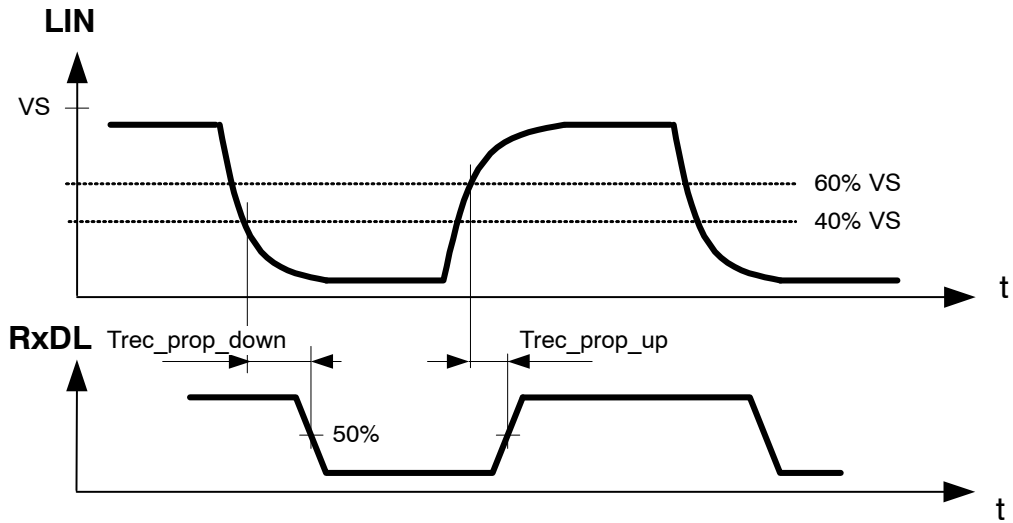 LIN
VS
60% VS
40% VS
t
RxDL
Trec_prop_down
Trec_prop_up
50%
t